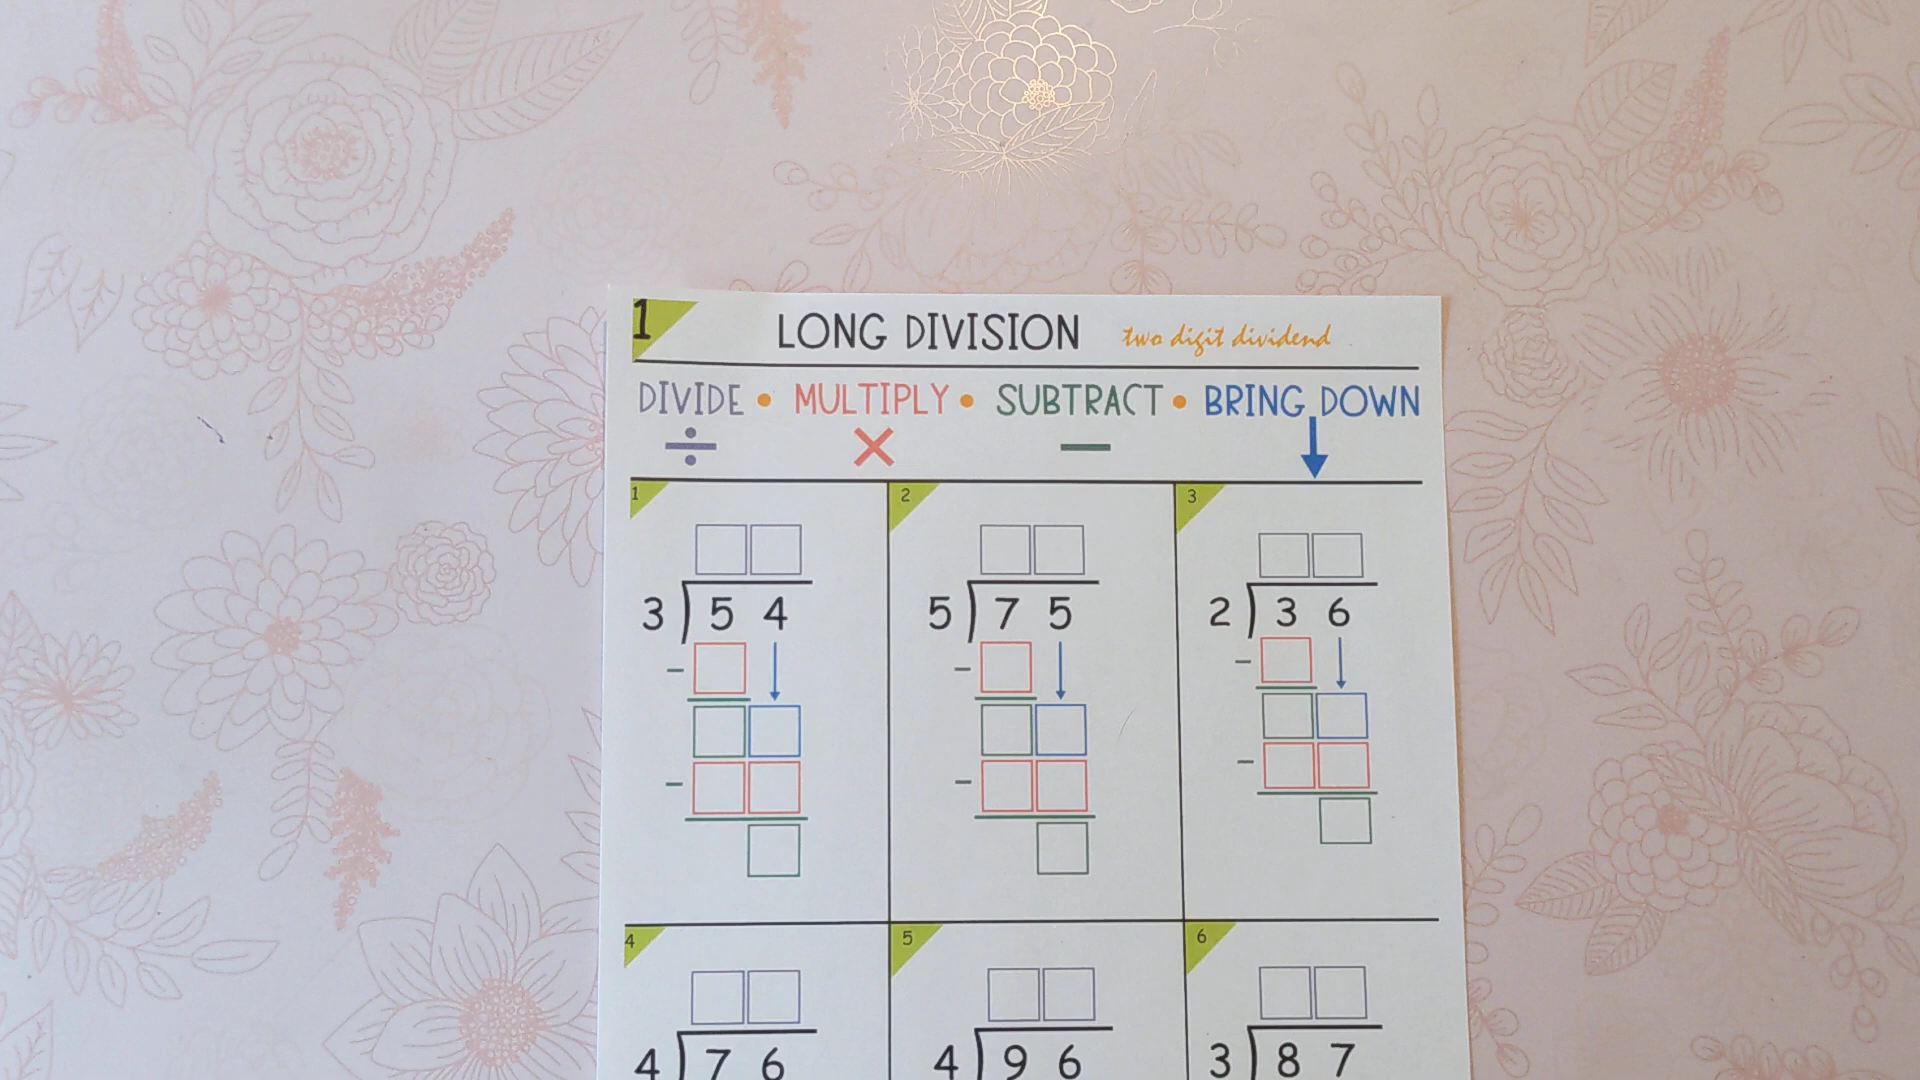 1 LONG DIVISION two digit dividend
DIVIDE • MULTIPLY • SUBTRACT • BRING DOWN
÷ × − ↓
1 2 3
3 ) 5 4 5 ) 7 5 2 ) 3 6
− − −
− − −
4 5 6
4 ) 7 6 4 ) 9 6 3 ) 8 7